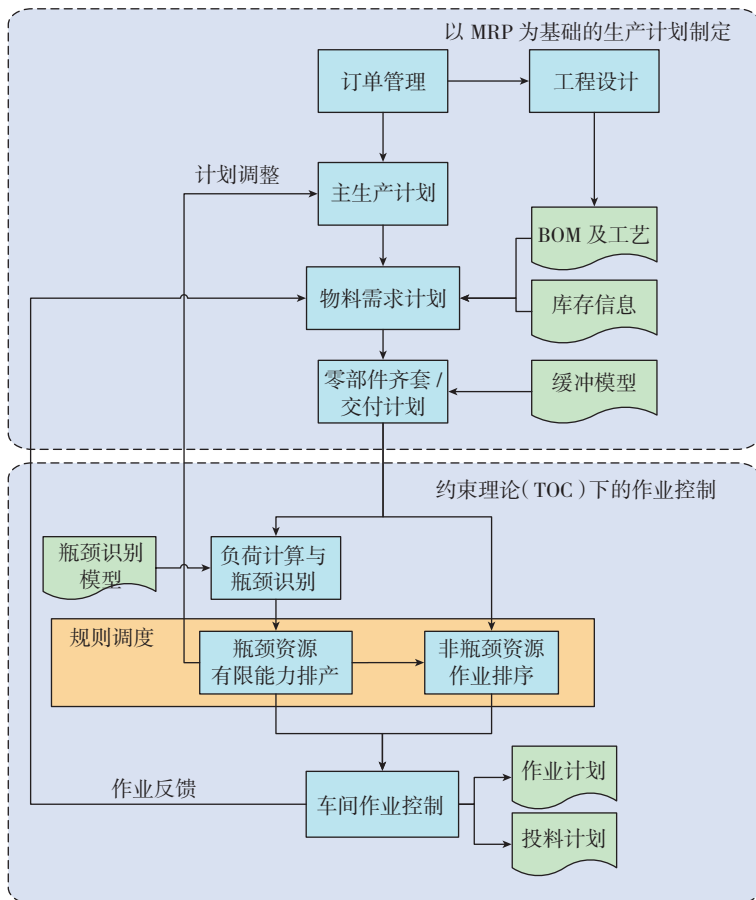 以 MRP 为基础的生产计划制定
订单管理
工程设计
计划调整
主生产计划
BOM 及工艺
物料需求计划
库存信息
零部件齐套 /
交付计划
缓冲模型
约束理论( TOC ) 下的作业控制
瓶颈识别
模型
负荷计算与
瓶颈识别
规则调度
瓶颈资源
有限能力排产
非瓶颈资源
作业排序
作业反馈
车间作业控制
作业计划
投料计划